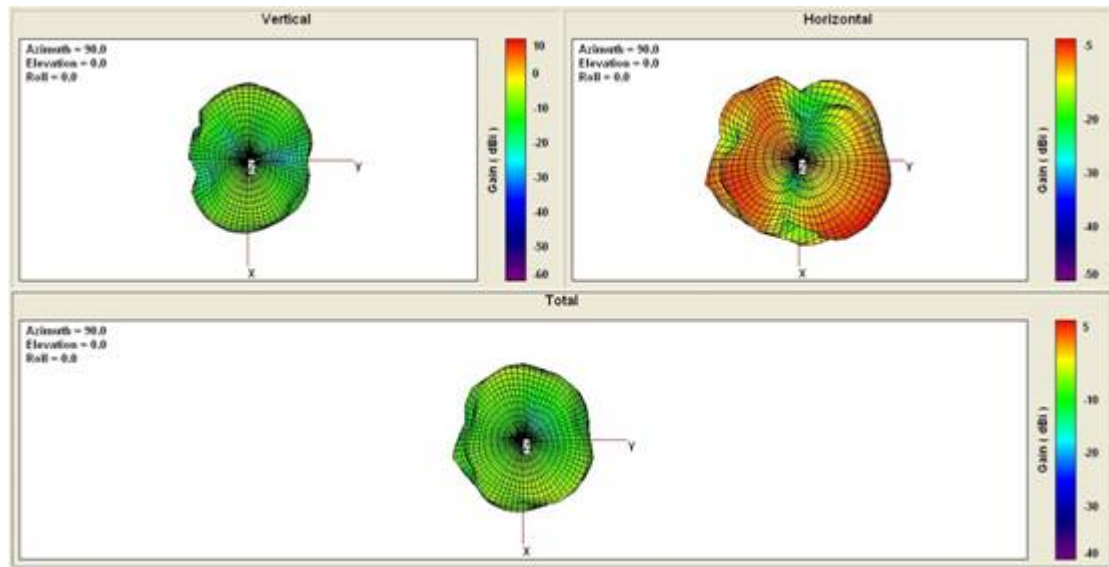 Vertical
Azimuth = 90.0
Elevation = 0.0
Roll = 0.0
Y
X
10
0
-10
-20
-30
-40
-50
-60
Gain ( dBi )
Horizontal
Azimuth = 90.0
Elevation = 0.0
Roll = 0.0
Y
X
-5
-20
-30
-40
-50
Gain ( dBi )
Total
Azimuth = 90.0
Elevation = 0.0
Roll = 0.0
Y
X
5
-10
-20
-30
-40
Gain ( dBi )